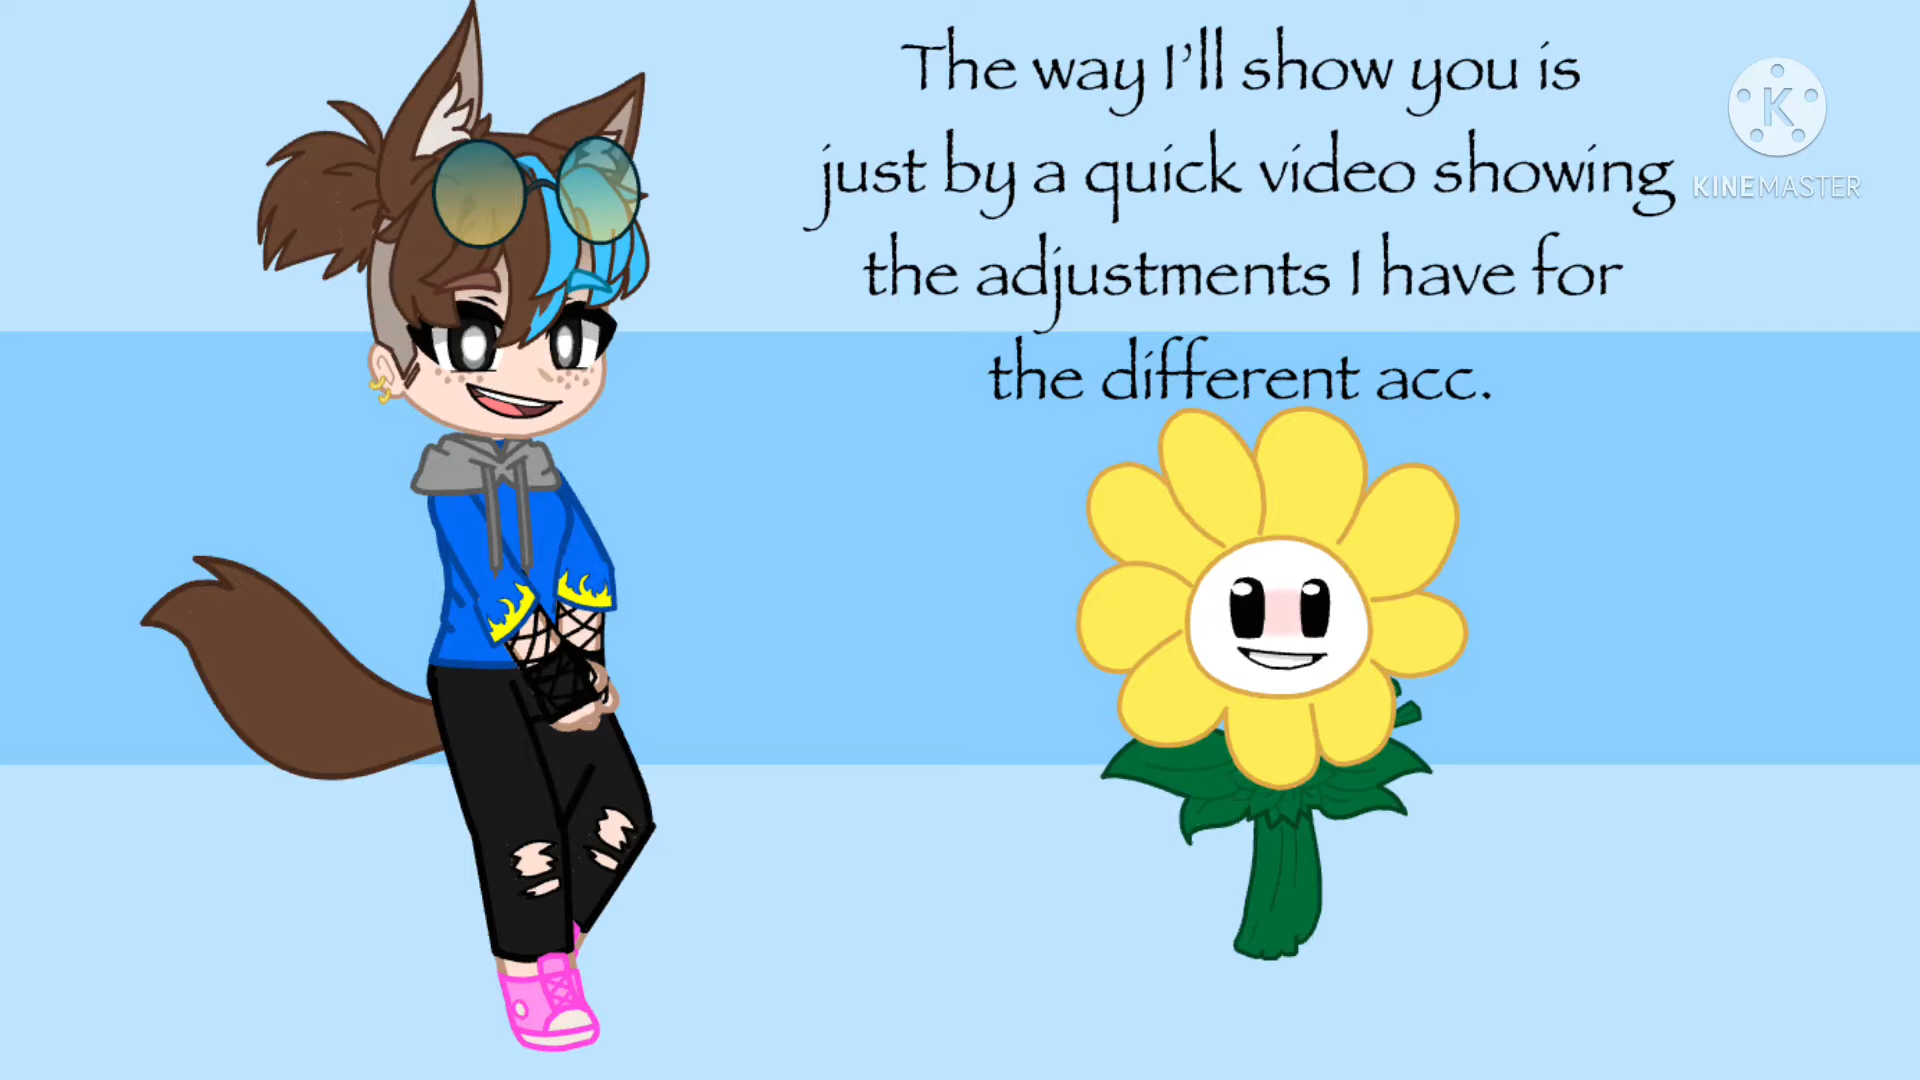 The way I'll show you is
just by a quick video showing
the adjustments I have for
the different acc.
K
KINEMASTER